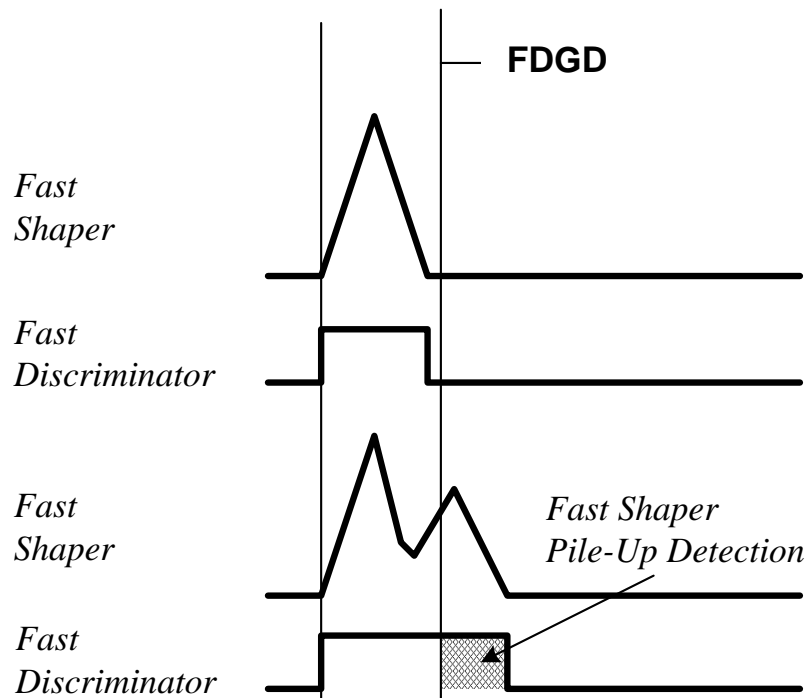 FDGD
Fast
Shaper
Fast
Discriminator
Fast
Shaper
Fast Shaper
Pile-Up Detection
Fast
Discriminator